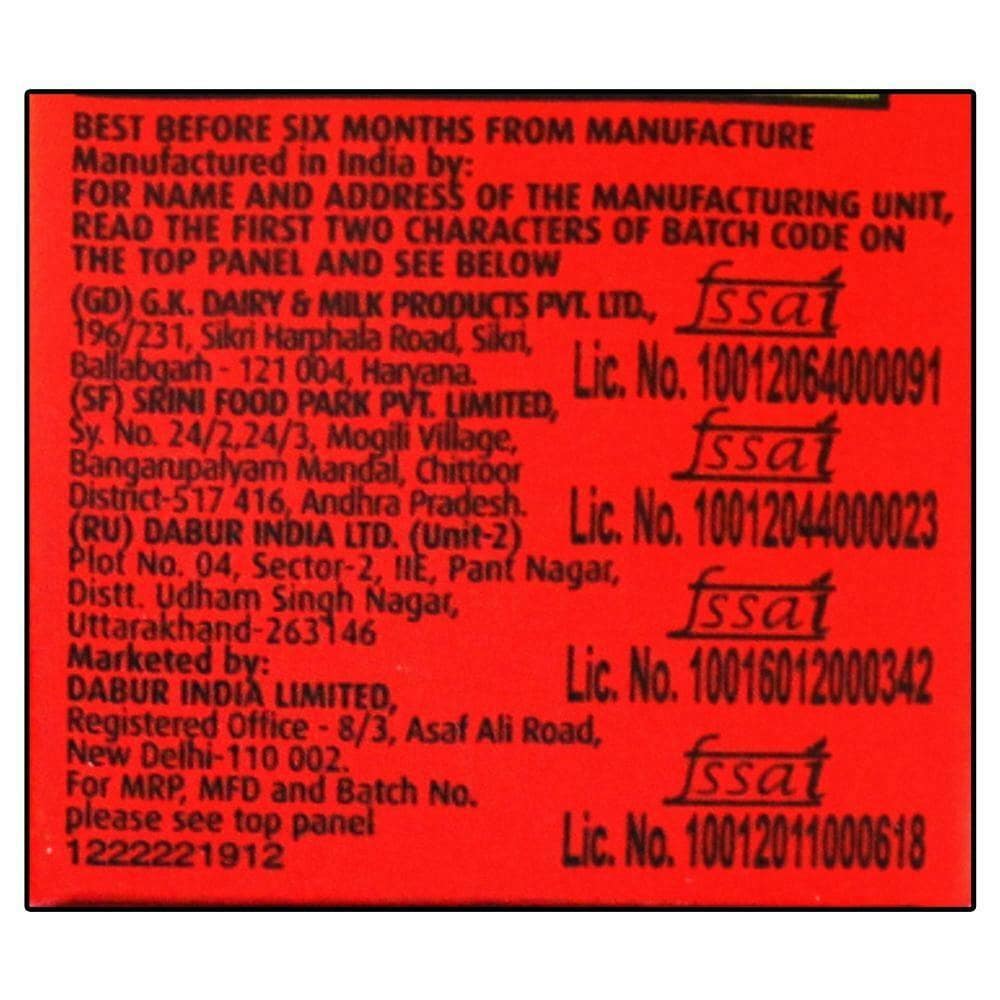 BEST BEFORE SIX MONTHS FROM MANUFACTURE
Manufactured in India by:
FOR NAME AND ADDRESS OF THE MANUFACTURING UNIT,
READ THE FIRST TWO CHARACTERS OF BATCH CODE ON
THE TOP PANEL AND SEE BELOW
(GD) G.K. DAIRY & MILK PRODUCTS PVT. LTD.,
196/231, Sikri Harphala Road, Sikri,
Ballabgarh - 121 004, Haryana.
fssai
Lic. No. 10012064000091
(SF) SRINI FOOD PARK PVT. LIMITED,
Sy. No. 24/2,24/3, Mogili Village,
Bangarupalyam Mandal, Chittoor
District-517 416, Andhra Pradesh.
fssai
Lic. No. 10012044000023
(RU) DABUR INDIA LTD. (Unit-2)
Plot No. 04, Sector-2, IIE, Pant Nagar,
Distt. Udham Singh Nagar,
Uttarakhand-263146
fssai
Lic. No. 10016012000342
Marketed by:
DABUR INDIA LIMITED,
Registered Office - 8/3, Asaf Ali Road,
New Delhi-110 002.
For MRP, MFD and Batch No.
please see top panel
1222221912
fssai
Lic. No. 10012011000618